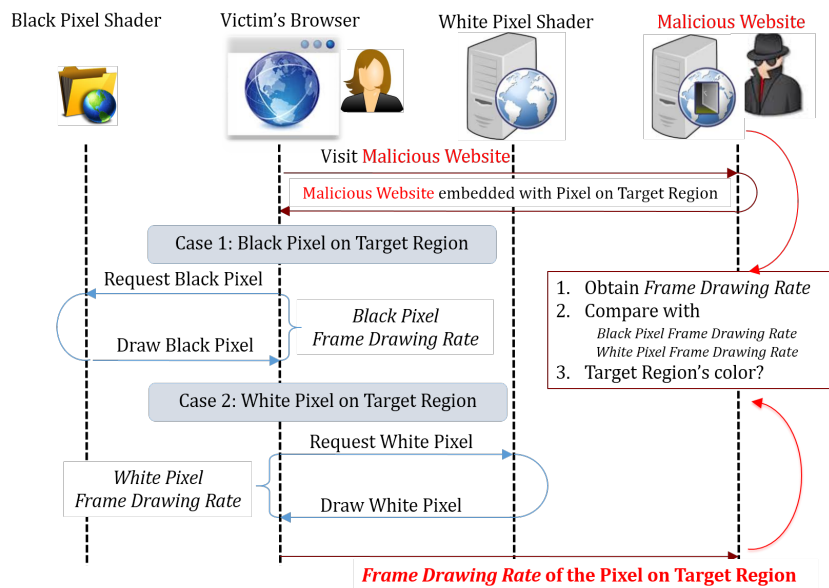 Black Pixel Shader
Victim's Browser
White Pixel Shader
Malicious Website
Visit Malicious Website
Malicious Website embedded with Pixel on Target Region
Case 1: Black Pixel on Target Region
Request Black Pixel
Black Pixel
Frame Drawing Rate
Draw Black Pixel
1. Obtain Frame Drawing Rate
2. Compare with
Black Pixel Frame Drawing Rate
White Pixel Frame Drawing Rate
3. Target Region's color?
Case 2: White Pixel on Target Region
Request White Pixel
White Pixel
Frame Drawing Rate
Draw White Pixel
Frame Drawing Rate of the Pixel on Target Region